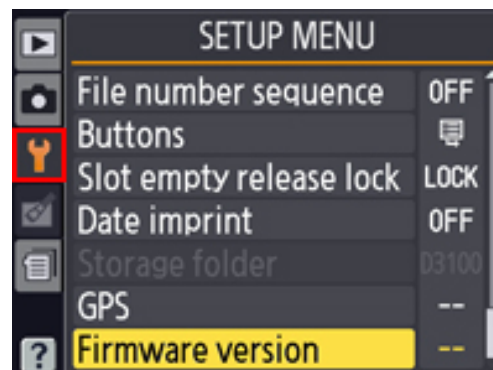 SETUP MENU
File number sequence OFF
Buttons
Slot empty release lock LOCK
Date imprint OFF
Storage folder D3100
GPS --
Firmware version --
?